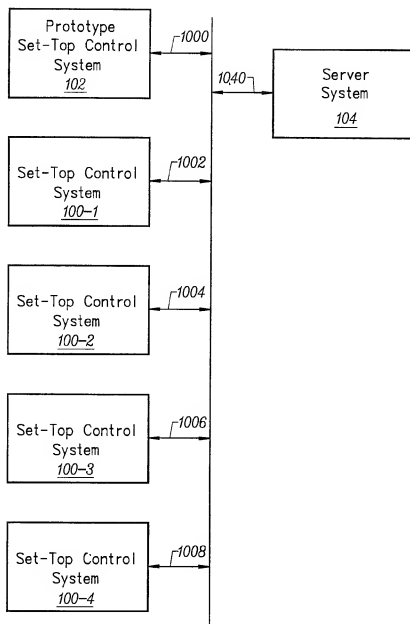 Prototype
Set-Top Control
System
102
1000
1040
Server
System
104
Set-Top Control
System
100-1
1002
Set-Top Control
System
100-2
1004
Set-Top Control
System
100-3
1006
Set-Top Control
System
100-4
1008